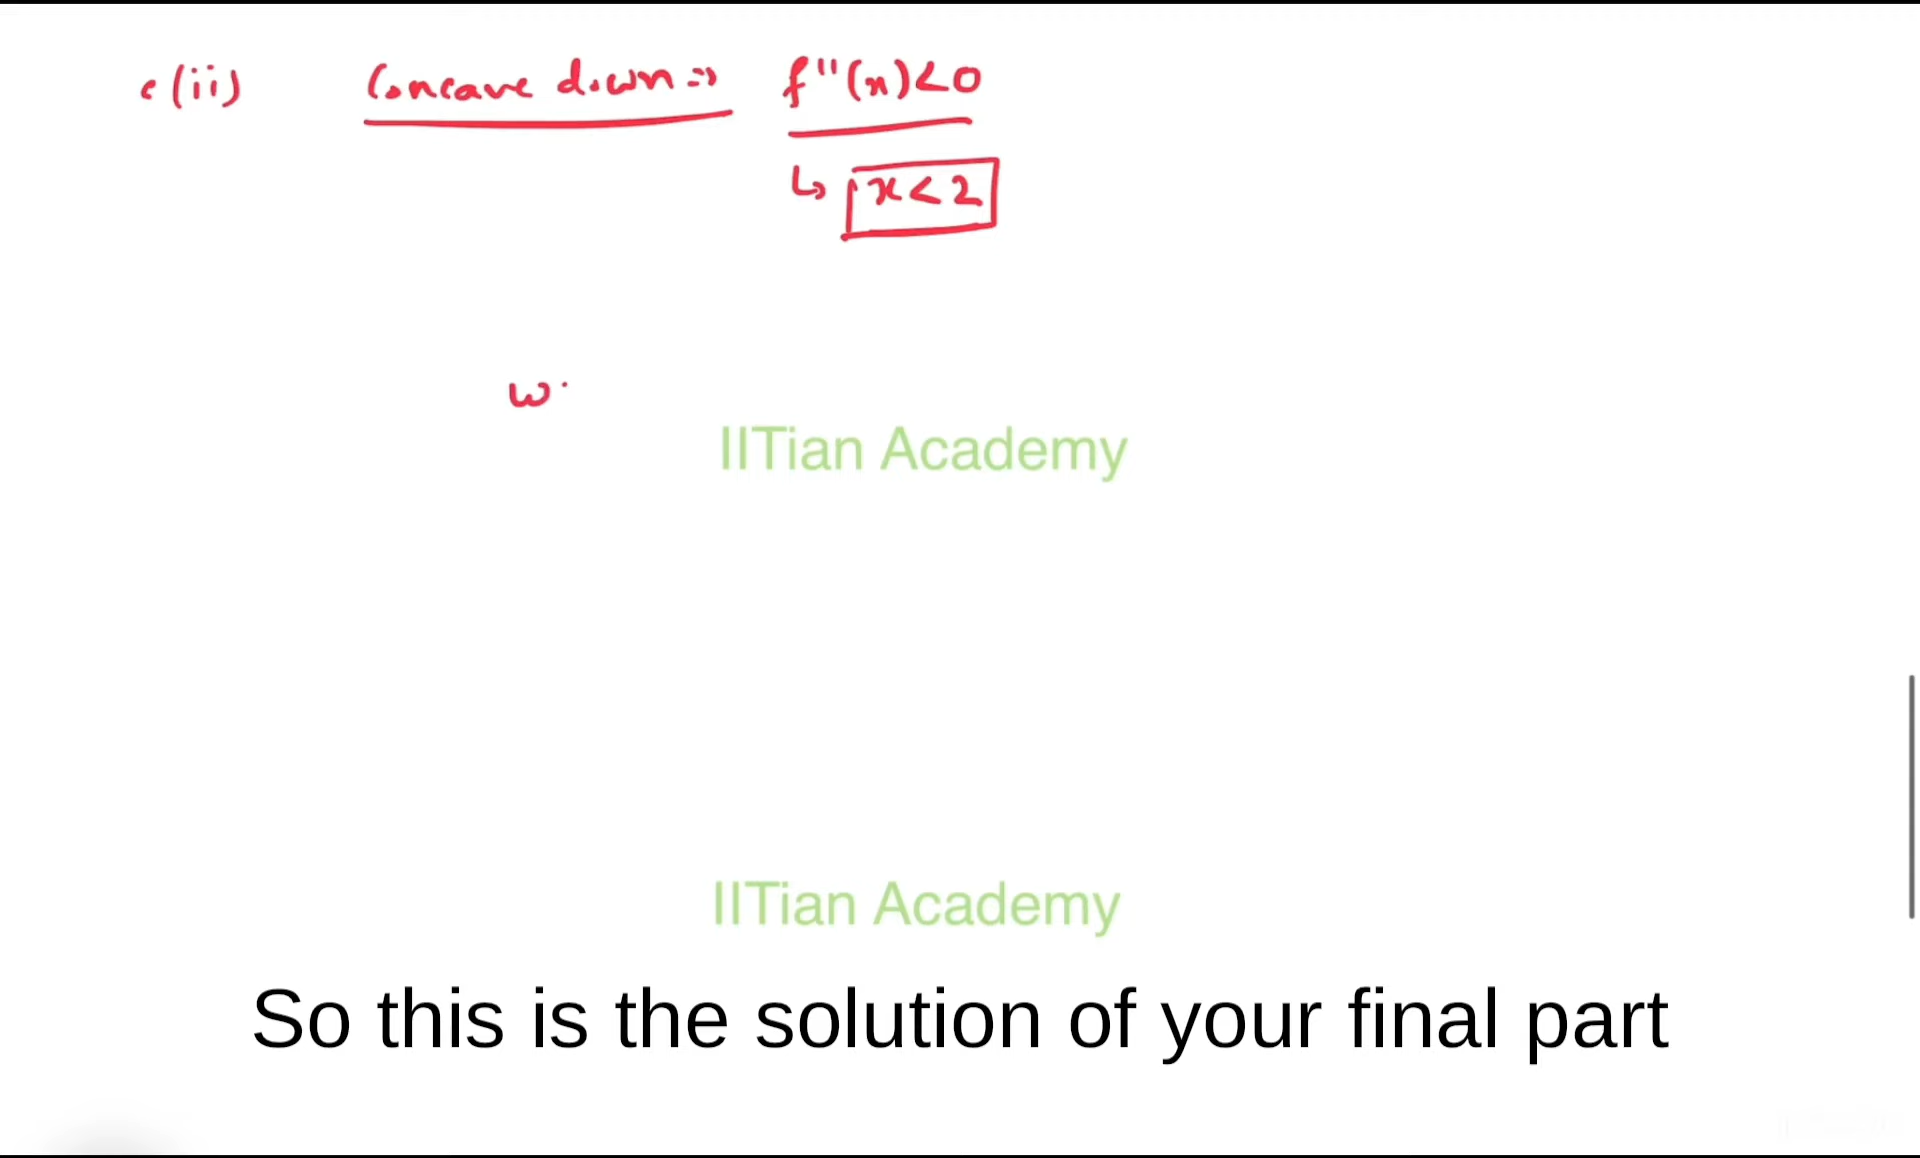 c(ii) Concave down => f"(x)<0
↳ x<2
w.
IITian Academy
IITian Academy
So this is the solution of your final part